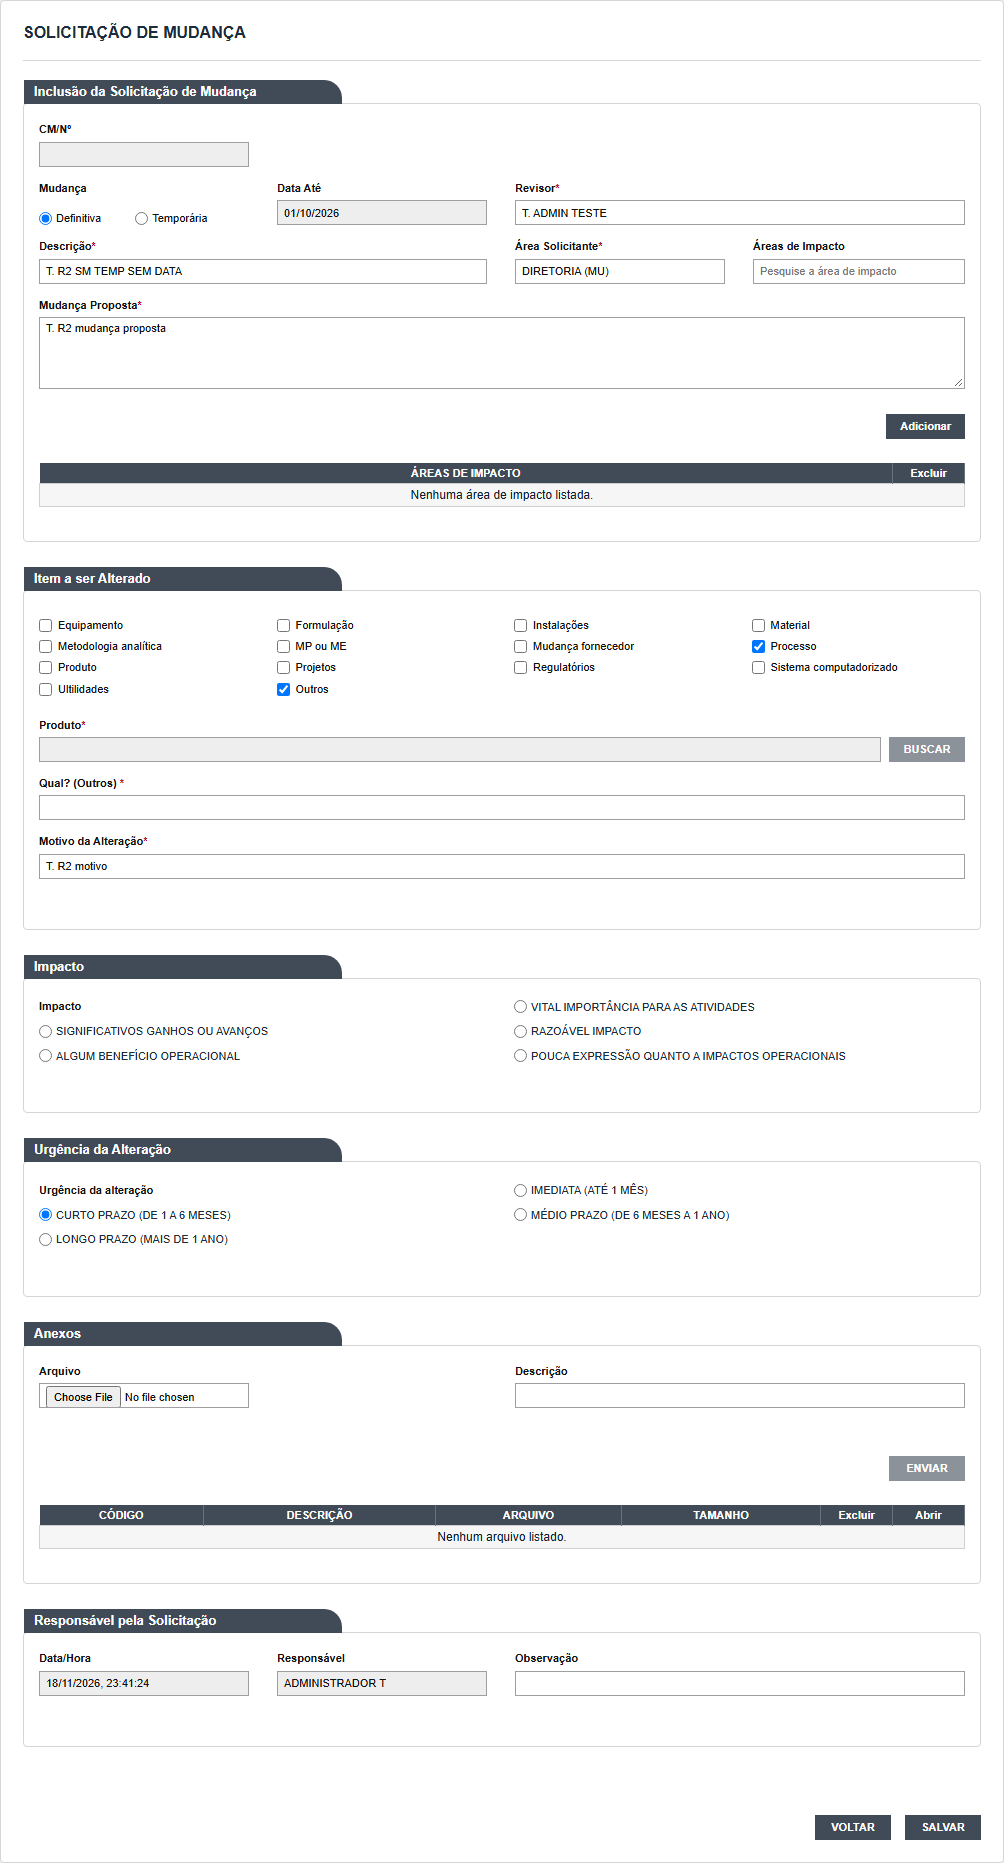 SOLICITAÇÃO DE MUDANÇA
Inclusão da Solicitação de Mudança
CM/Nº
Mudança Data Até Revisor*
Definitiva Temporária 01/10/2026 T. ADMIN TESTE
Descrição* Área Solicitante* Áreas de Impacto
T. R2 SM TEMP SEM DATA DIRETORIA (MU) Pesquise a área de impacto
Mudança Proposta*
T. R2 mudança proposta
Adicionar
ÁREAS DE IMPACTO Excluir
Nenhuma área de impacto listada.
Item a ser Alterado
Equipamento Formulação Instalações Material
Metodologia analítica MP ou ME Mudança fornecedor Processo
Produto Projetos Regulatórios Sistema computadorizado
Ultilidades Outros
Produto*
BUSCAR
Qual? (Outros) *
Motivo da Alteração*
T. R2 motivo
Impacto
Impacto VITAL IMPORTÂNCIA PARA AS ATIVIDADES
SIGNIFICATIVOS GANHOS OU AVANÇOS RAZOÁVEL IMPACTO
ALGUM BENEFÍCIO OPERACIONAL POUCA EXPRESSÃO QUANTO A IMPACTOS OPERACIONAIS
Urgência da Alteração
Urgência da alteração IMEDIATA (ATÉ 1 MÊS)
CURTO PRAZO (DE 1 A 6 MESES) MÉDIO PRAZO (DE 6 MESES A 1 ANO)
LONGO PRAZO (MAIS DE 1 ANO)
Anexos
Arquivo Descrição
Choose File No file chosen
ENVIAR
CÓDIGO DESCRIÇÃO ARQUIVO TAMANHO Excluir Abrir
Nenhum arquivo listado.
Responsável pela Solicitação
Data/Hora Responsável Observação
18/11/2026, 23:41:24 ADMINISTRADOR T
VOLTAR SALVAR